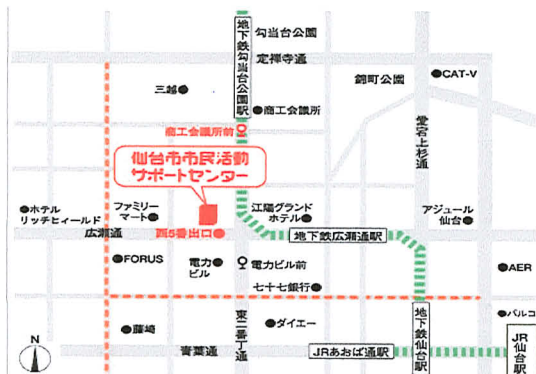 勾当台公園
地下鉄勾当台公園駅
定禅寺通
錦町公園
CAT-V
三越
商工会議所
愛宮上杉通
商工会議所前
仙台市市民活動
サポートセンター
ホテル
リッチフィールド
ファミリー
マート
江陽グランド
ホテル
アジュール
仙台
広瀬通
西5番出口
地下鉄広瀬通駅
FORUS
電力
ビル
電力ビル前
AER
七十七銀行
パルコ
藤崎
東二番丁通
ダイエー
地下鉄仙台駅
JR仙台駅
青葉通
JRあおば通駅
N